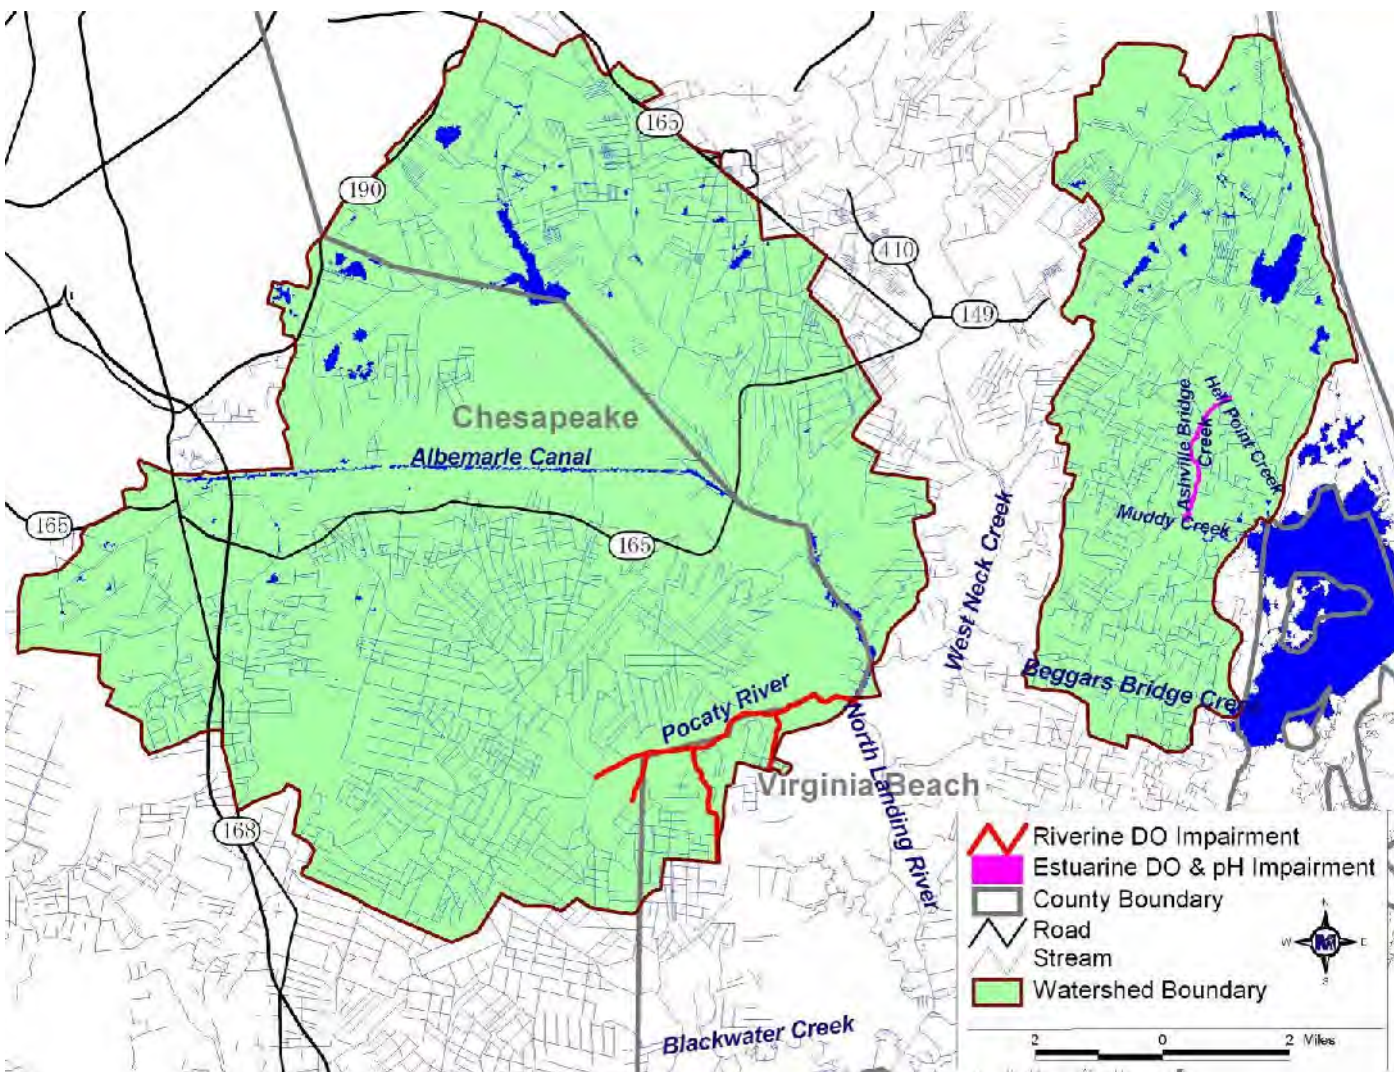 165
190
410
149
Chesapeake
Albemarle Canal
Ashville Bridge
Creek
Hell Point Creek
Muddy Creek
165
165
West Neck Creek
Beggars Bridge Creek
Pocaty River
North Landing River
Virginia Beach
168
Blackwater Creek
Riverine DO Impairment
Estuarine DO & pH Impairment
County Boundary
Road
Stream
Watershed Boundary
N
W
M
E
S
2 0 2 Miles